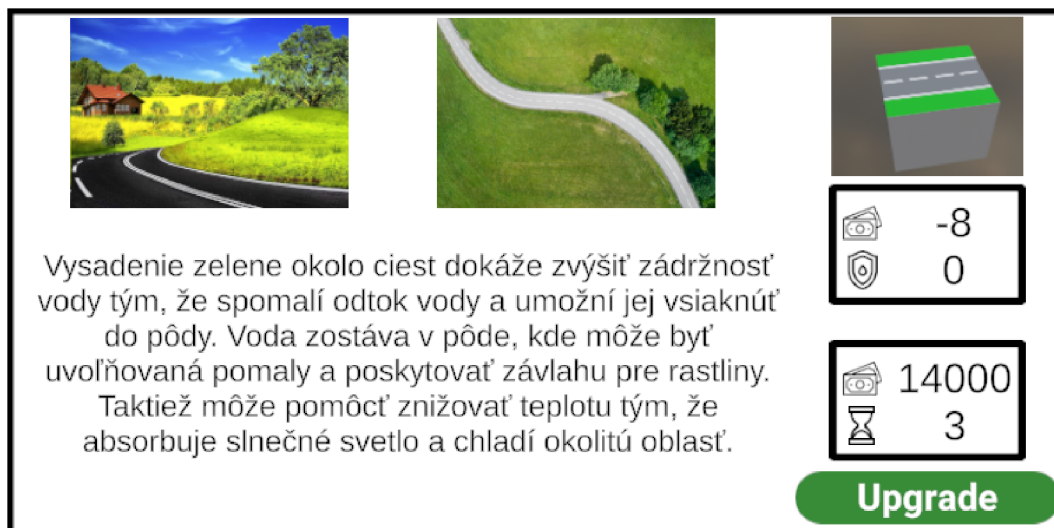 Vysadenie zelene okolo ciest dokáže zvýšiť zádržnosť
vody tým, že spomalí odtok vody a umožní jej vsiaknúť
do pôdy. Voda zostáva v pôde, kde môže byť
uvoľňovaná pomaly a poskytovať závlahu pre rastliny.
Taktiež môže pomôcť znižovať teplotu tým, že
absorbuje slnečné svetlo a chladí okolitú oblasť.
-8
0
14000
3
Upgrade